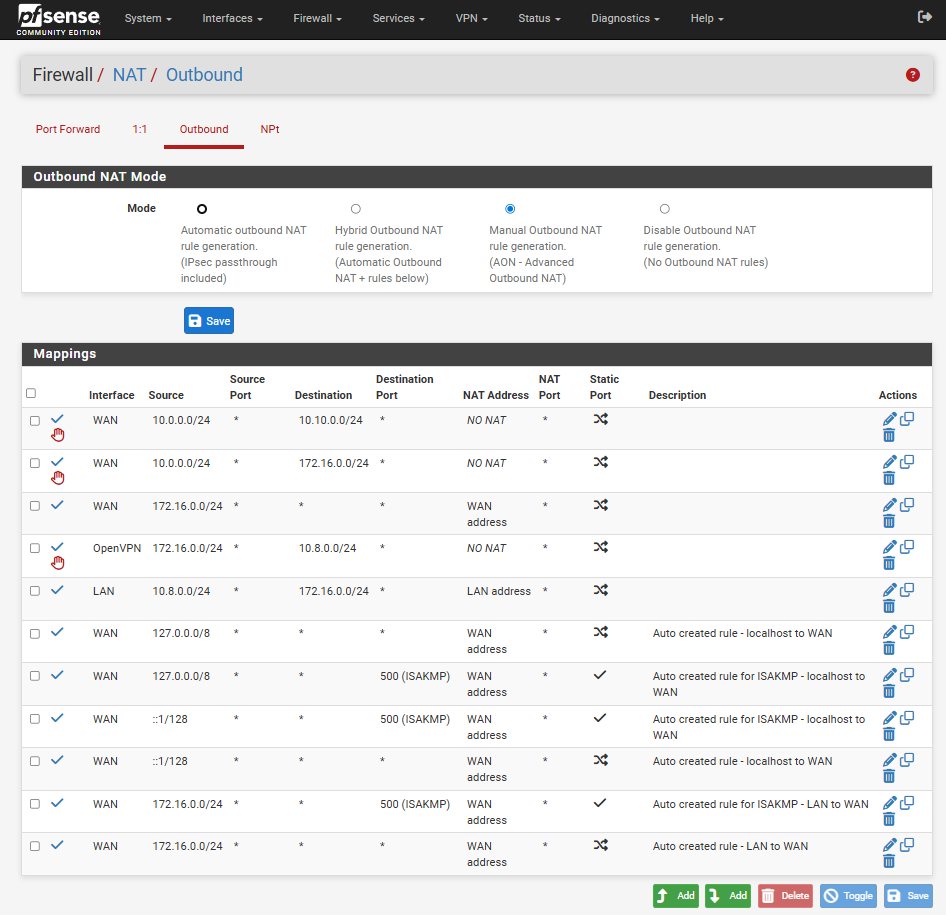 pfsense
COMMUNITY EDITION
System Interfaces Firewall Services VPN Status Diagnostics Help
Firewall / NAT / Outbound
Port Forward 1:1 Outbound NPt
Outbound NAT Mode
Mode
Automatic outbound NAT rule generation. (IPsec passthrough included)
Hybrid Outbound NAT rule generation. (Automatic Outbound NAT + rules below)
Manual Outbound NAT rule generation. (AON - Advanced Outbound NAT)
Disable Outbound NAT rule generation. (No Outbound NAT rules)
Save
Mappings
Interface Source Source Port Destination Destination Port NAT Address NAT Port Static Port Description Actions
WAN 10.0.0.0/24 * 10.10.0.0/24 * NO NAT *
WAN 10.0.0.0/24 * 172.16.0.0/24 * NO NAT *
WAN 172.16.0.0/24 * * * WAN address *
OpenVPN 172.16.0.0/24 * 10.8.0.0/24 * NO NAT *
LAN 10.8.0.0/24 * 172.16.0.0/24 * LAN address *
WAN 127.0.0.0/8 * * * WAN address * Auto created rule - localhost to WAN
WAN 127.0.0.0/8 * * 500 (ISAKMP) WAN address * Auto created rule for ISAKMP - localhost to WAN
WAN ::1/128 * * 500 (ISAKMP) WAN address * Auto created rule for ISAKMP - localhost to WAN
WAN ::1/128 * * * WAN address * Auto created rule - localhost to WAN
WAN 172.16.0.0/24 * * 500 (ISAKMP) WAN address * Auto created rule for ISAKMP - LAN to WAN
WAN 172.16.0.0/24 * * * WAN address * Auto created rule - LAN to WAN
Add Add Delete Toggle Save